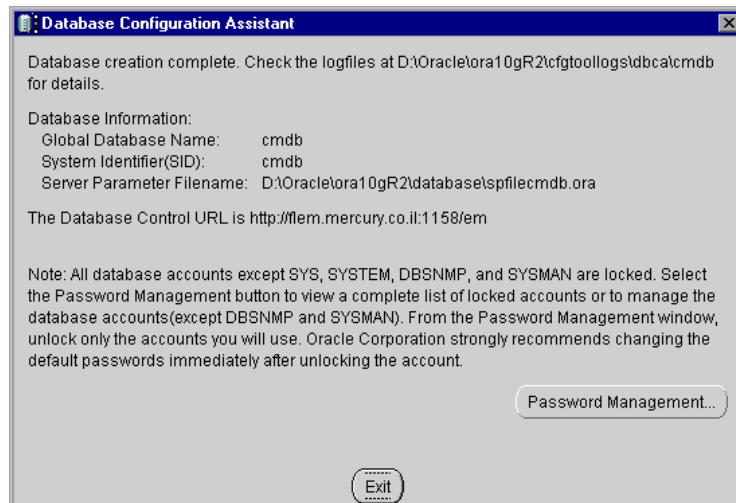 Database Configuration Assistant
Database creation complete. Check the logfiles at D:\Oracle\ora10gR2\cfgtoollogs\dbca\cmdb
for details.
Database Information:
Global Database Name: cmdb
System Identifier(SID): cmdb
Server Parameter Filename: D:\Oracle\ora10gR2\database\spfilecmdb.ora
The Database Control URL is http://flem.mercury.co.il:1158/em
Note: All database accounts except SYS, SYSTEM, DBSNMP, and SYSMAN are locked. Select
the Password Management button to view a complete list of locked accounts or to manage the
database accounts(except DBSNMP and SYSMAN). From the Password Management window,
unlock only the accounts you will use. Oracle Corporation strongly recommends changing the
default passwords immediately after unlocking the account.
Password Management...
Exit